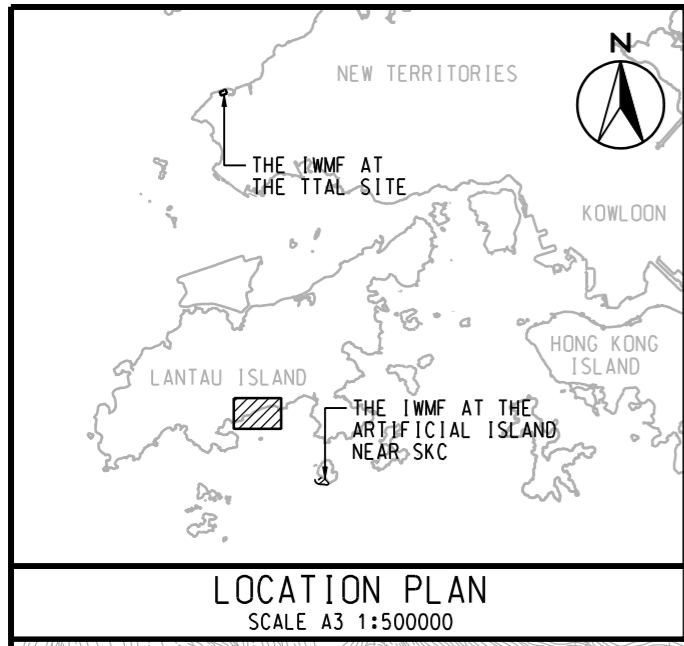 N
NEW TERRITORIES
THE IWMF AT
THE TTAL SITE
KOWLOON
HONG KONG
ISLAND
LANTAU ISLAND
THE IWMF AT THE
ARTIFICIAL ISLAND
NEAR SKC
LOCATION PLAN
SCALE A3 1:500000